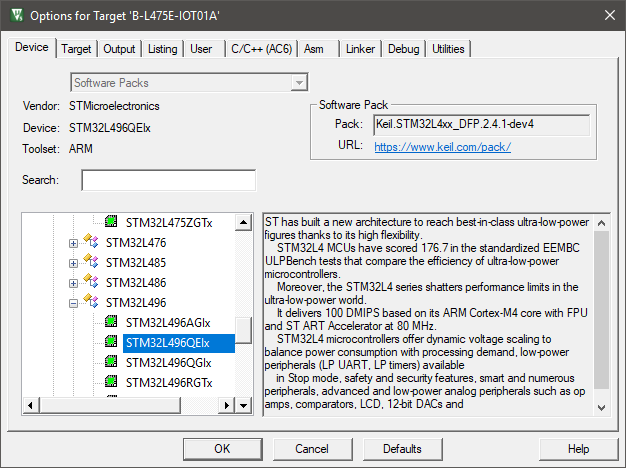 Options for Target 'B-L475E-IOT01A'
Device Target Output Listing User C/C++ (AC6) Asm Linker Debug Utilities
Software Packs
Vendor: STMicroelectronics
Device: STM32L496QEIx
Toolset: ARM
Search:
Software Pack
Pack: Keil.STM32L4xx_DFP.2.4.1-dev4
URL: https://www.keil.com/pack/
STM32L475ZGTx
STM32L476
STM32L485
STM32L486
STM32L496
STM32L496AGIx
STM32L496QEIx
STM32L496QGIx
STM32L496RGTx
ST has built a new architecture to reach best-in-class ultra-low-power
figures thanks to its high flexibility.
STM32L4 MCUs have scored 176.7 in the standardized EEMBC
ULPBench tests that compare the efficiency of ultra-low-power
microcontrollers.
Moreover, the STM32L4 series shatters performance limits in the
ultra-low-power world.
It delivers 100 DMIPS based on its ARM Cortex-M4 core with FPU
and ST ART Accelerator at 80 MHz.
STM32L4 microcontrollers offer dynamic voltage scaling to
balance power consumption with processing demand, low-power
peripherals (LP UART, LP timers) available
in Stop mode, safety and security features, smart and numerous
peripherals, advanced and low-power analog peripherals such as op
amps, comparators, LCD, 12-bit DACs and
OK Cancel Defaults Help